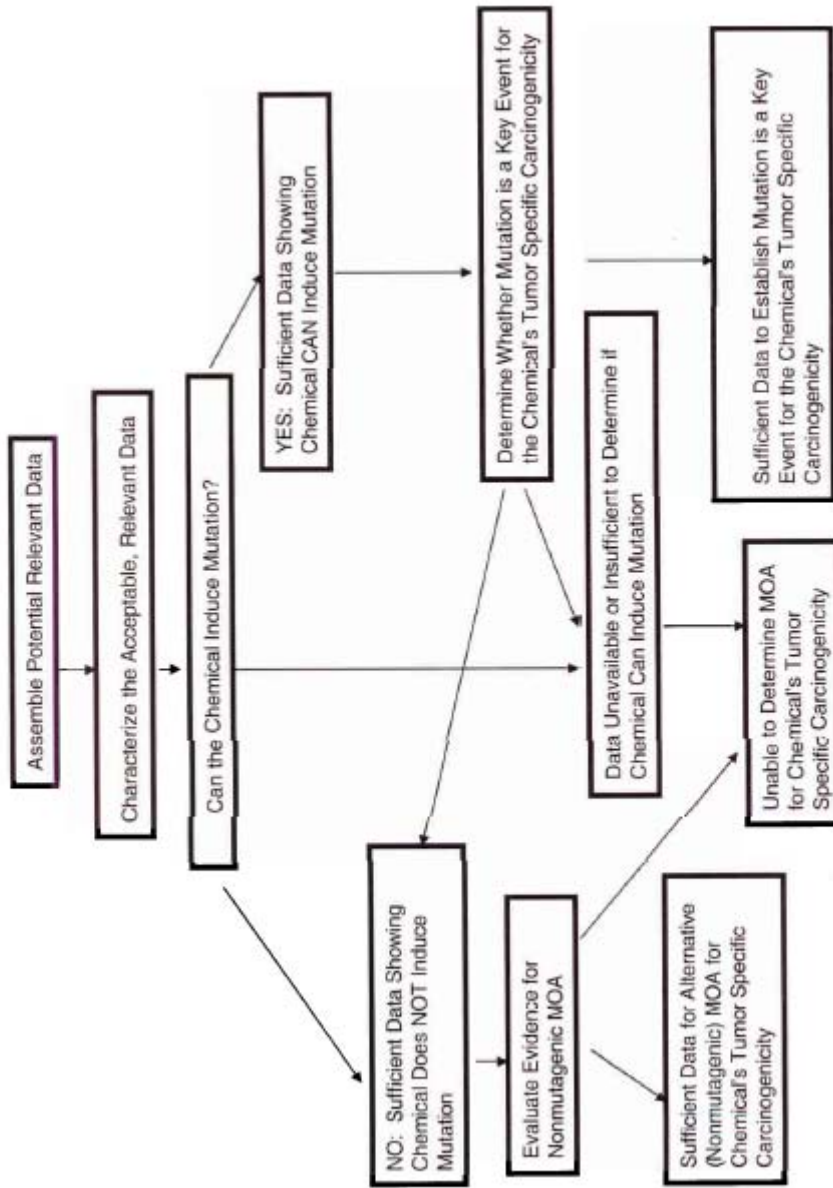 Assemble Potential Relevant Data
Characterize the Acceptable, Relevant Data
Can the Chemical Induce Mutation?
YES: Sufficient Data Showing
Chemical CAN Induce Mutation
NO: Sufficient Data Showing
Chemical Does NOT Induce
Mutation
Determine Whether Mutation is a Key Event for
the Chemical's Tumor Specific Carcinogenicity
Evaluate Evidence for
Nonmutagenic MOA
Data Unavailable or Insufficient to Determine if
Chemical Can Induce Mutation
Sufficient Data for Alternative
(Nonmutagenic) MOA for
Chemical's Tumor Specific
Carcinogenicity
Unable to Determine MOA
for Chemical's Tumor
Specific Carcinogenicity
Sufficient Data to Establish Mutation is a Key
Event for the Chemical's Tumor Specific
Carcinogenicity